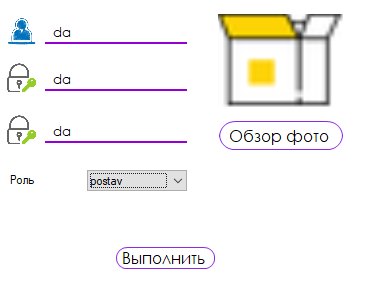 da
da
da
Обзор фото
Роль
postav
Выполнить